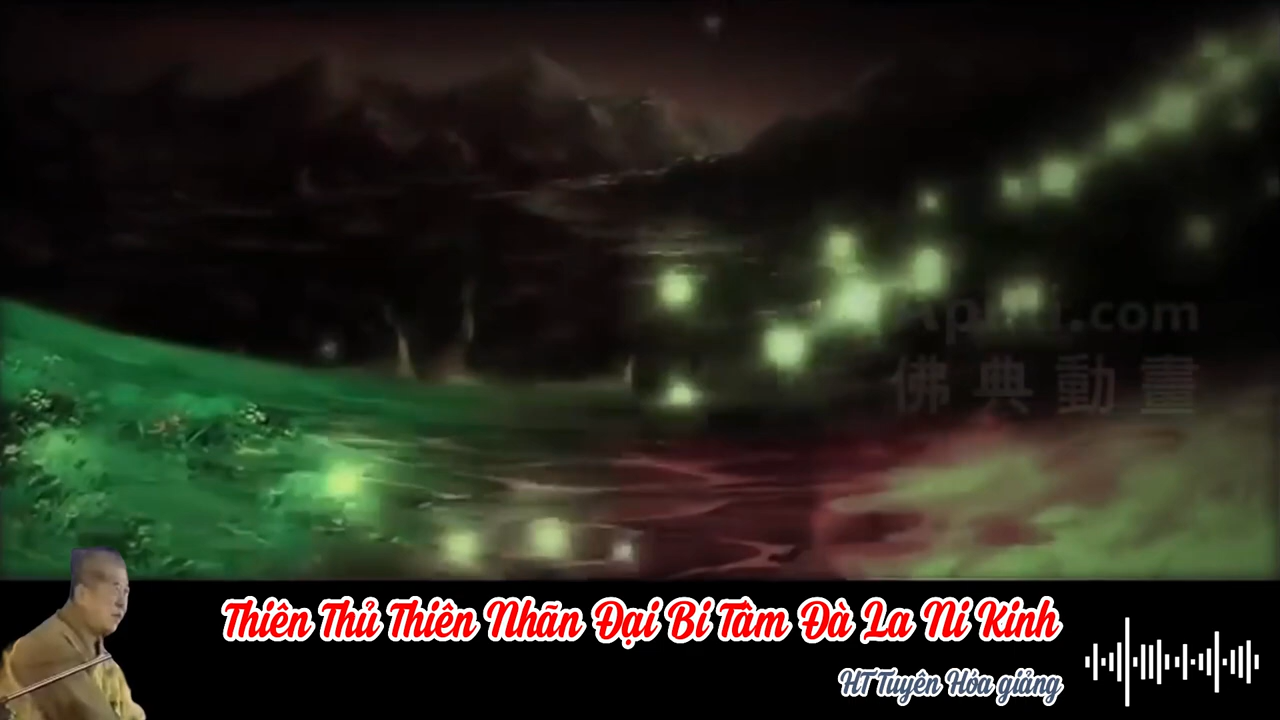 .com
佛典動畫
Thiên Thủ Thiên Nhãn Đại Bi Tâm Đà La Ni Kinh
HT Tuyên Hóa giảng